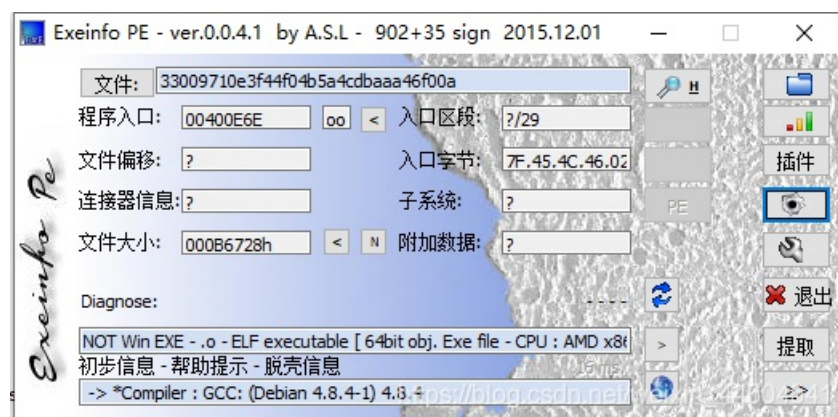 Exeinfo PE - ver.0.0.4.1 by A.S.L - 902+35 sign 2015.12.01
文件: 33009710e3f44f04b5a4cdbaaa46f00a H
程序入口: 00400E6E oo < 入口区段: ?/29
文件偏移: ? 入口字节: 7F.45.4C.46.02 插件
连接器信息: ? 子系统: ? PE
文件大小: 000B6728h < N 附加数据: ?
Exeinfo Pe
Diagnose: ---- 退出
NOT Win EXE - .o - ELF executable [ 64bit obj. Exe file - CPU : AMD x86 > 提取
初步信息 - 帮助提示 - 脱壳信息
-> *Compiler : GCC: (Debian 4.8.4-1) 4.8.4 >>